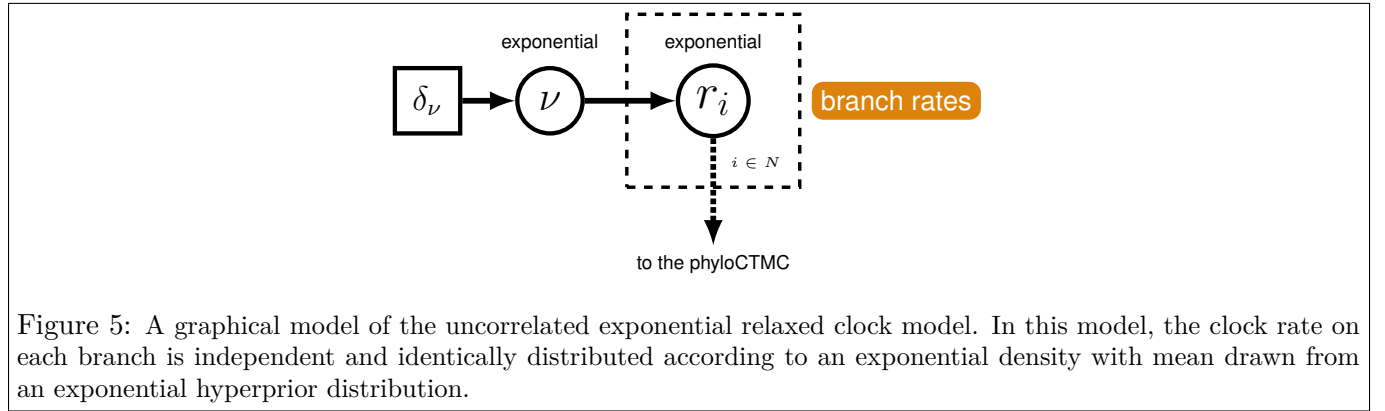 exponential exponential
δ_ν ν r_i branch rates
i ∈ N
to the phyloCTMC
Figure 5: A graphical model of the uncorrelated exponential relaxed clock model. In this model, the clock rate on
each branch is independent and identically distributed according to an exponential density with mean drawn from
an exponential hyperprior distribution.